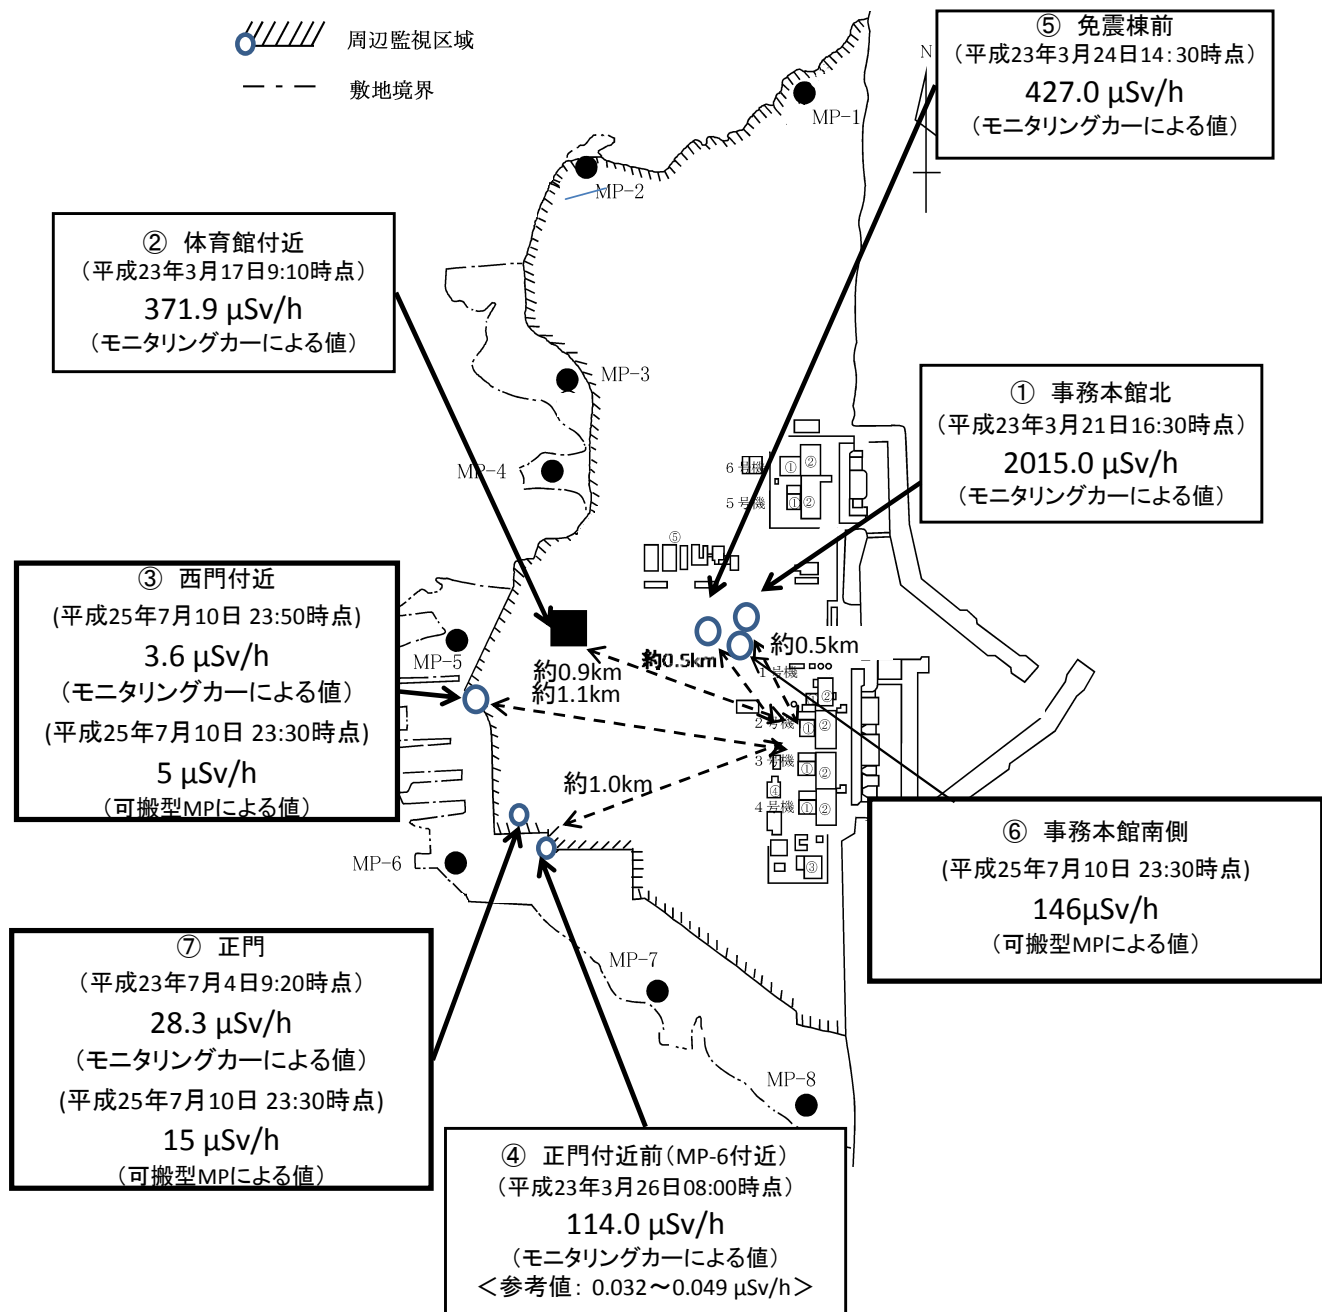 周辺監視区域
敷地境界
⑤ 免震棟前
(平成23年3月24日14:30時点)
427.0 μSv/h
(モニタリングカーによる値)
N
MP-1
MP-2
② 体育館付近
(平成23年3月17日9:10時点)
371.9 μSv/h
(モニタリングカーによる値)
MP-3
MP-4
① 事務本館北
(平成23年3月21日16:30時点)
2015.0 μSv/h
(モニタリングカーによる値)
6号機
① ②
5号機
① ②
⑤
③ 西門付近
(平成25年7月10日 23:50時点)
3.6 μSv/h
(モニタリングカーによる値)
(平成25年7月10日 23:30時点)
5 μSv/h
(可搬型MPによる値)
MP-5
約0.9km
約1.1km
約0.5km
約0.5km
1号機
②
2号機
① ②
3号機
① ②
④
4号機
① ②
③
約1.0km
MP-6
⑥ 事務本館南側
(平成25年7月10日 23:30時点)
146μSv/h
(可搬型MPによる値)
⑦ 正門
(平成23年7月4日9:20時点)
28.3 μSv/h
(モニタリングカーによる値)
(平成25年7月10日 23:30時点)
15 μSv/h
(可搬型MPによる値)
MP-7
MP-8
④ 正門付近前(MP-6付近)
(平成23年3月26日08:00時点)
114.0 μSv/h
(モニタリングカーによる値)
<参考値: 0.032~0.049 μSv/h>